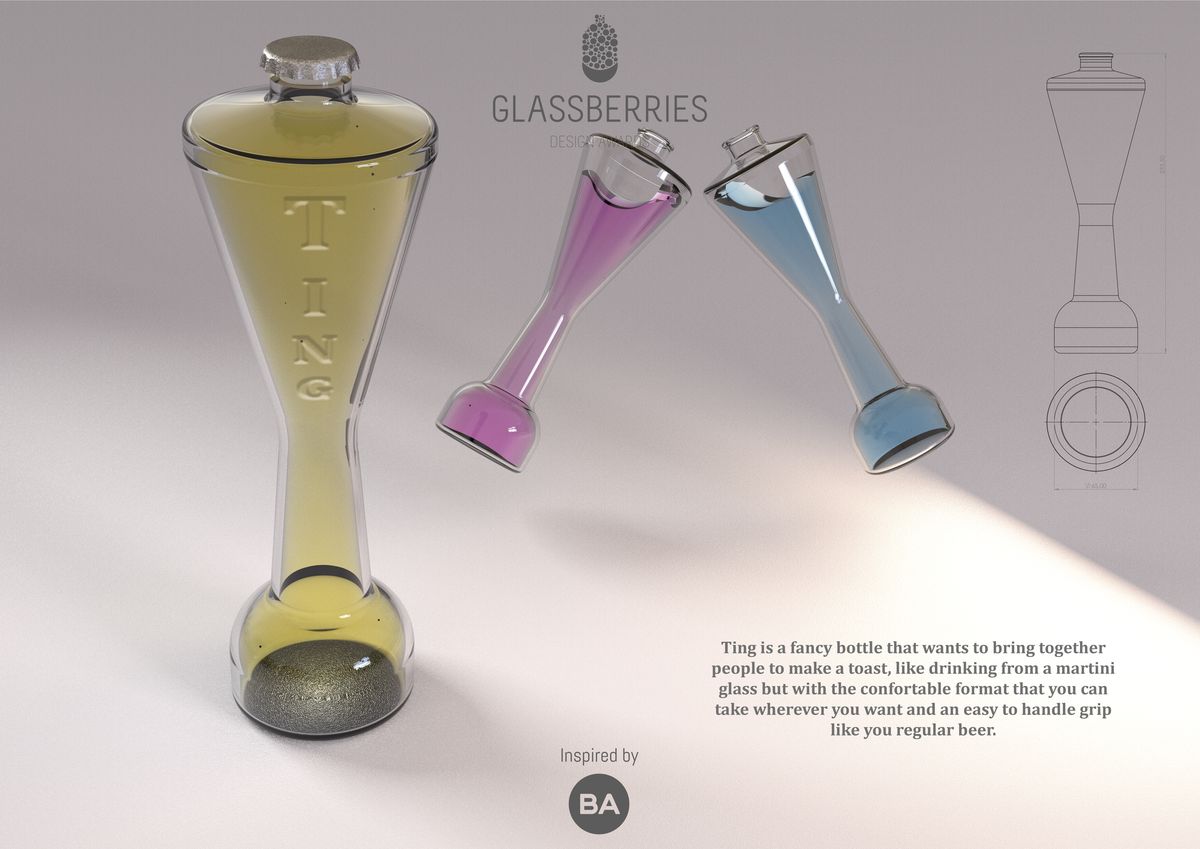 GLASSBERRIES
DESIGN AWARDS
T
I
N
G
Ting is a fancy bottle that wants to bring together
people to make a toast, like drinking from a martini
glass but with the confortable format that you can
take wherever you want and an easy to handle grip
like you regular beer.
Inspired by
BA